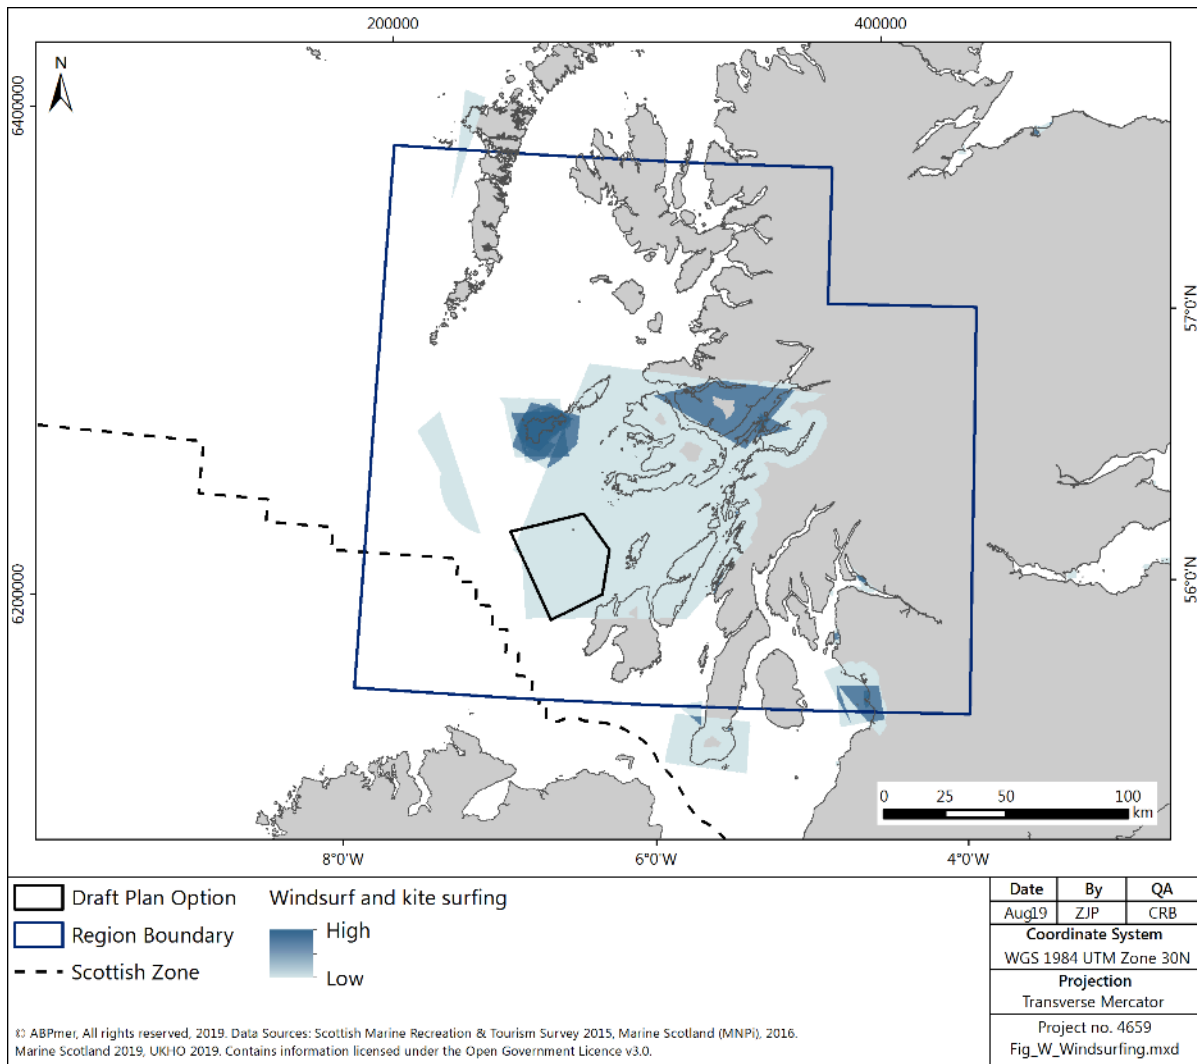 200000
400000
N
6400000
6200000
57°0'N
56°0'N
0 25 50 100
km
8°0'W
6°0'W
4°0'W
Draft Plan Option
Region Boundary
Scottish Zone
Windsurf and kite surfing
High
Low
Date By QA
Aug19 ZJP CRB
Coordinate System
WGS 1984 UTM Zone 30N
Projection
Transverse Mercator
Project no. 4659
Fig_W_Windsurfing.mxd
© ABPmer, All rights reserved, 2019. Data Sources: Scottish Marine Recreation & Tourism Survey 2015, Marine Scotland (MNPi), 2016.
Marine Scotland 2019, UKHO 2019. Contains information licensed under the Open Government Licence v3.0.